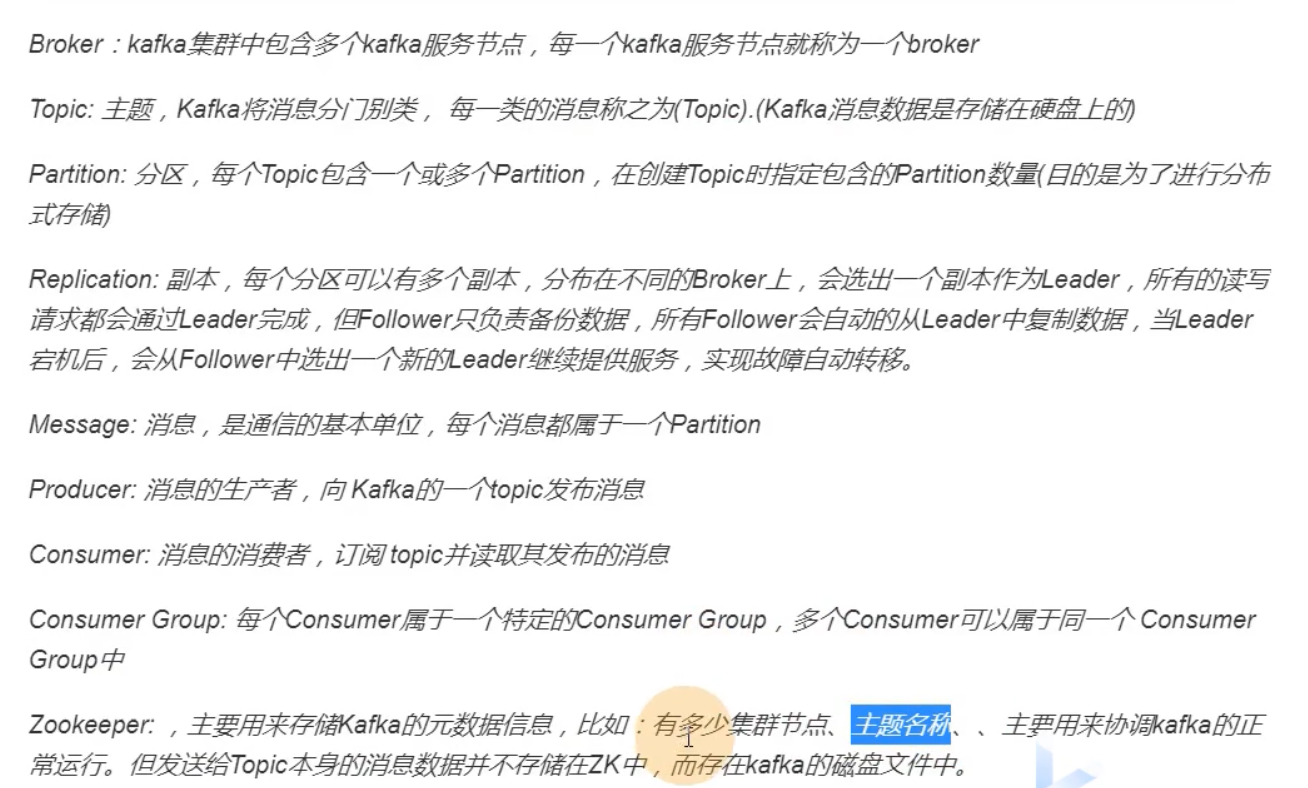 Broker：kafka集群中包含多个kafka服务节点，每一个kafka服务节点就称为一个broker
Topic: 主题，Kafka将消息分门别类， 每一类的消息称之为(Topic).(Kafka消息数据是存储在硬盘上的)
Partition: 分区，每个Topic包含一个或多个Partition，在创建Topic时指定包含的Partition数量(目的是为了进行分布
式存储)
Replication: 副本，每个分区可以有多个副本，分布在不同的Broker上，会选出一个副本作为Leader，所有的读写
请求都会通过Leader完成，但Follower只负责备份数据，所有Follower会自动的从Leader中复制数据，当Leader
宕机后，会从Follower中选出一个新的Leader继续提供服务，实现故障自动转移。
Message: 消息，是通信的基本单位，每个消息都属于一个Partition
Producer: 消息的生产者，向 Kafka的一个topic发布消息
Consumer: 消息的消费者，订阅 topic并读取其发布的消息
Consumer Group: 每个Consumer属于一个特定的Consumer Group，多个Consumer可以属于同一个 Consumer
Group中
Zookeeper: ，主要用来存储Kafka的元数据信息，比如：有多少集群节点、主题名称、、主要用来协调kafka的正
常运行。但发送给Topic本身的消息数据并不存储在ZK中，而存在kafka的磁盘文件中。